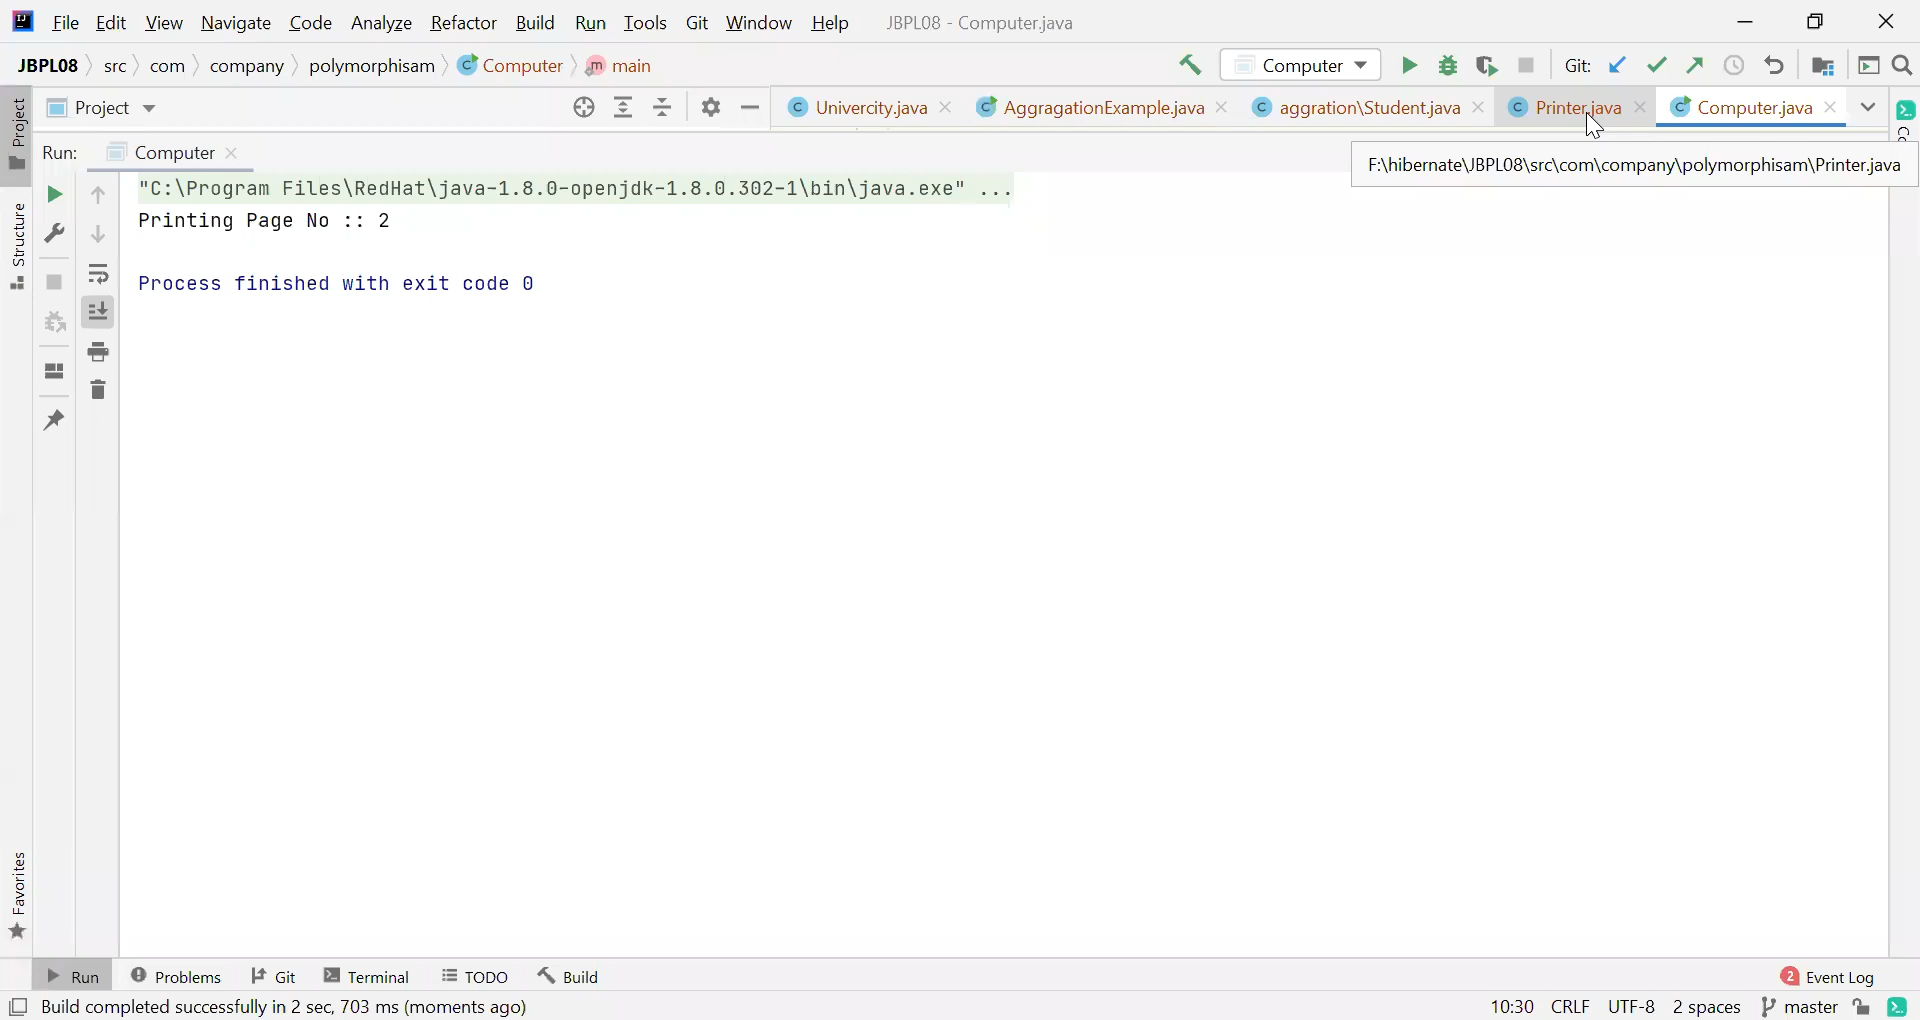 File Edit View Navigate Code Analyze Refactor Build Run Tools Git Window Help JBPL08 - Computer.java
JBPL08 src com company polymorphisam Computer main Computer Git:
Project Univercity.java AggragationExample.java aggration\Student.java Printer.java Computer.java
Project
Run: Computer
F:\hibernate\JBPL08\src\com\company\polymorphisam\Printer.java
"C:\Program Files\RedHat\java-1.8.0-openjdk-1.8.0.302-1\bin\java.exe" ...
Printing Page No :: 2
Structure
Process finished with exit code 0
Favorites
Run Problems Git Terminal TODO Build 2 Event Log
Build completed successfully in 2 sec, 703 ms (moments ago) 10:30 CRLF UTF-8 2 spaces master